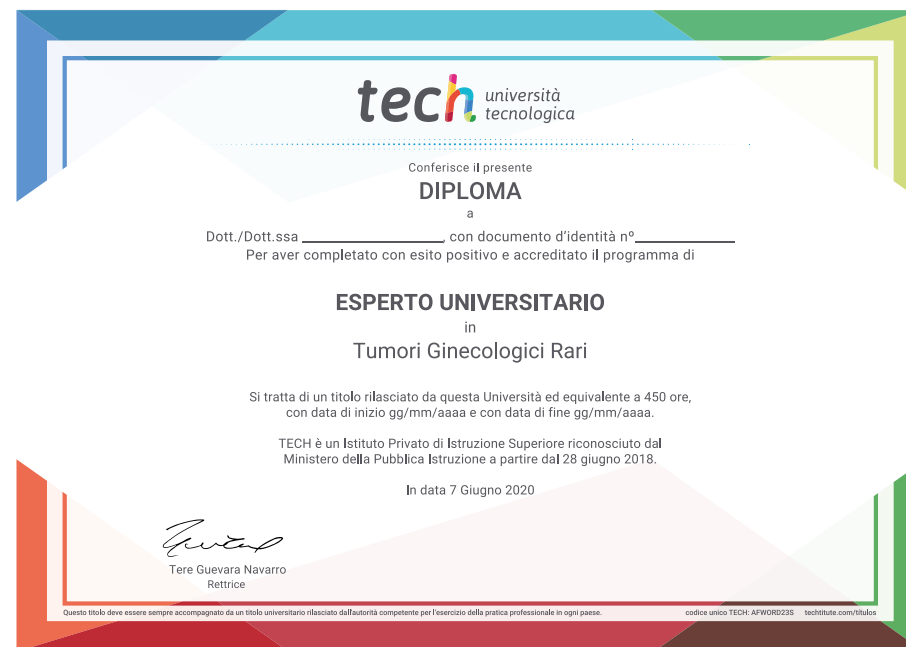 tech università
tecnologica
Conferisce il presente
DIPLOMA
a
Dott./Dott.ssa ____________________, con documento d'identità nº______________
Per aver completato con esito positivo e accreditato il programma di
ESPERTO UNIVERSITARIO
in
Tumori Ginecologici Rari
Si tratta di un titolo rilasciato da questa Università ed equivalente a 450 ore,
con data di inizio gg/mm/aaaa e con data di fine gg/mm/aaaa.
TECH è un Istituto Privato di Istruzione Superiore riconosciuto dal
Ministero della Pubblica Istruzione a partire dal 28 giugno 2018.
In data 7 Giugno 2020
Tere Guevara Navarro
Rettrice
Questo titolo deve essere sempre accompagnato da un titolo universitario rilasciato dall'autorità competente per l'esercizio della pratica professionale in ogni paese. codice unico TECH: AFWORD23S techtitute.com/titulos